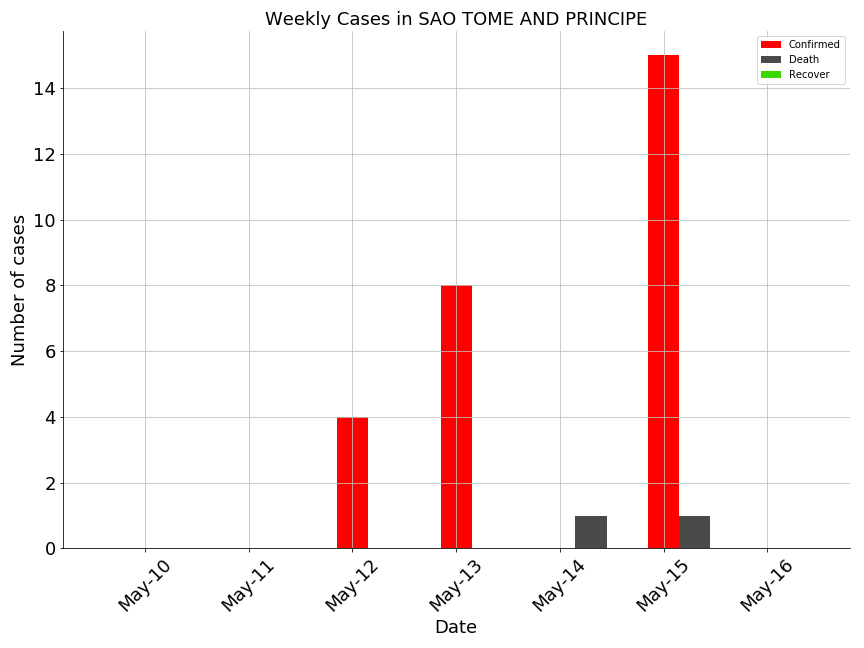 Weekly Cases in SAO TOME AND PRINCIPE
Confirmed
Death
Recover
Number of cases
14
12
10
8
6
4
2
0
May-10
May-11
May-12
May-13
May-14
May-15
May-16
Date